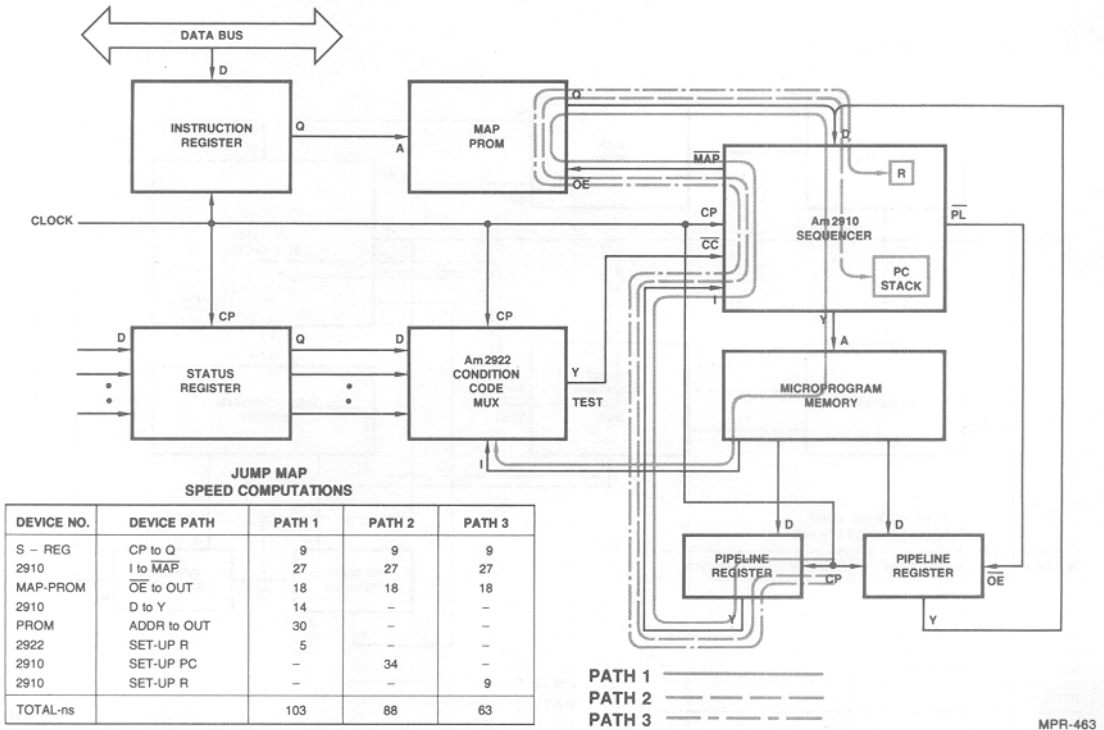 DATA BUS
D
INSTRUCTION
REGISTER
Q
A
MAP
PROM
Q
OE
MAP
D
R
Am2910
SEQUENCER
PC
STACK
CP
CC
I
PL
Y
CLOCK
CP
D
STATUS
REGISTER
Q
D
CP
Am2922
CONDITION
CODE
MUX
Y
TEST
I
A
MICROPROGRAM
MEMORY
D
D
PIPELINE
REGISTER
CP
PIPELINE
REGISTER
OE
Y
Y
JUMP MAP
SPEED COMPUTATIONS
DEVICE NO. DEVICE PATH PATH 1 PATH 2 PATH 3
S – REG CP to Q 9 9 9
2910 I to MAP 27 27 27
MAP-PROM OE to OUT 18 18 18
2910 D to Y 14 – –
PROM ADDR to OUT 30 – –
2922 SET-UP R 5 – –
2910 SET-UP PC – 34 –
2910 SET-UP R – – 9
TOTAL-ns 103 88 63
PATH 1
PATH 2
PATH 3
MPR-463